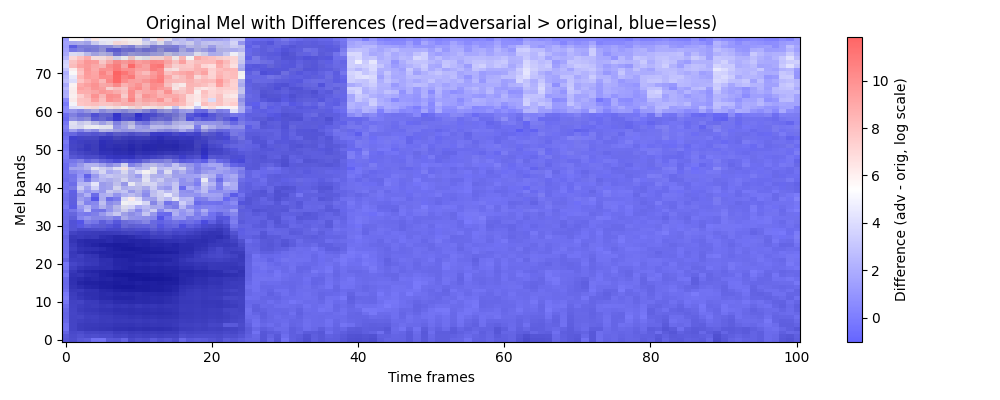 Original Mel with Differences (red=adversarial > original, blue=less)
Mel bands
70
60
50
40
30
20
10
0
0 20 40 60 80 100
Time frames
10
8
6
4
2
0
Difference (adv - orig, log scale)